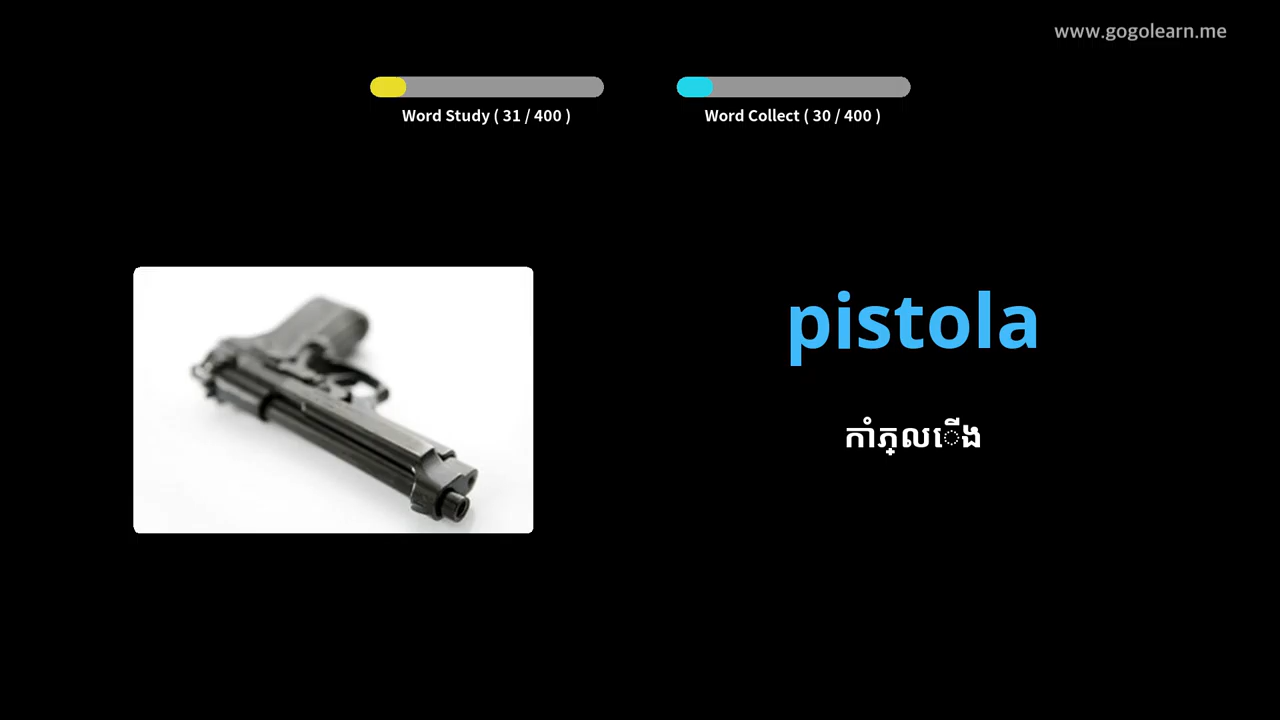 www.gogolearn.me
Word Study ( 31 / 400 )
Word Collect ( 30 / 400 )
pistola
កាំភ្លើង